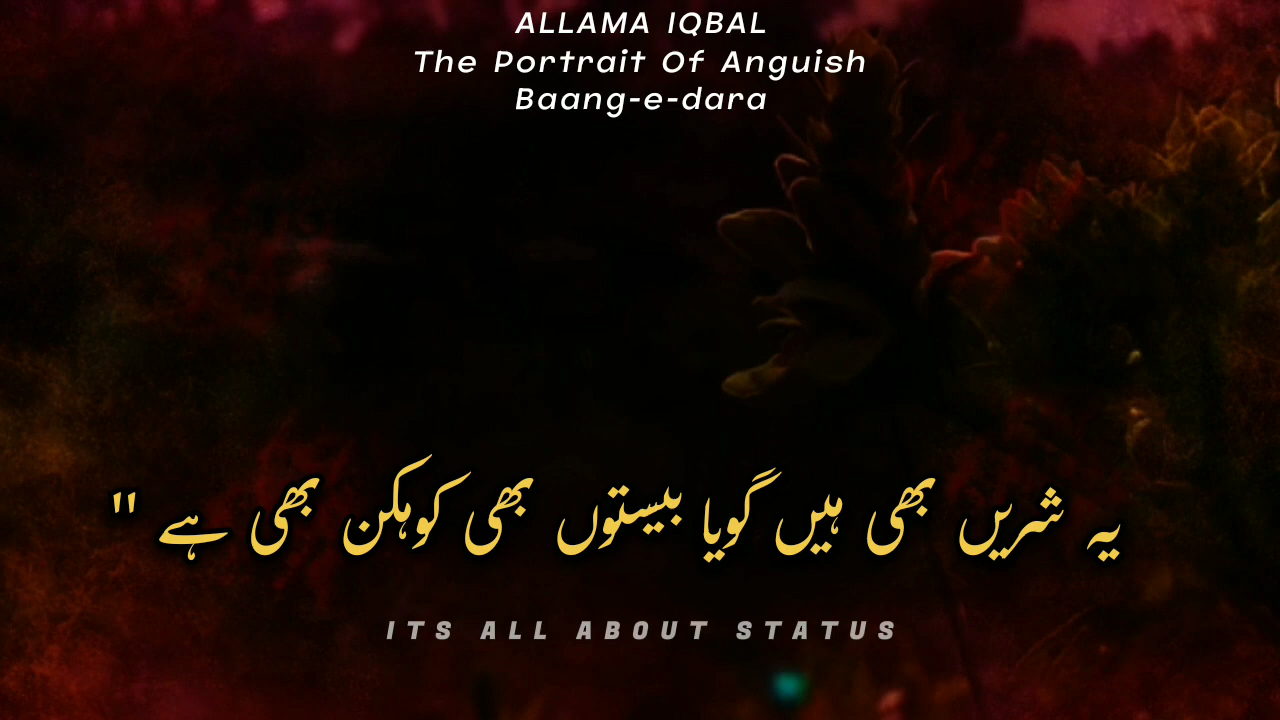 ALLAMA IQBAL
The Portrait Of Anguish
Baang-e-dara
یہ شریں بھی ہیں گویا بیستوں بھی کوہکن بھی ہے "
ITS ALL ABOUT STATUS